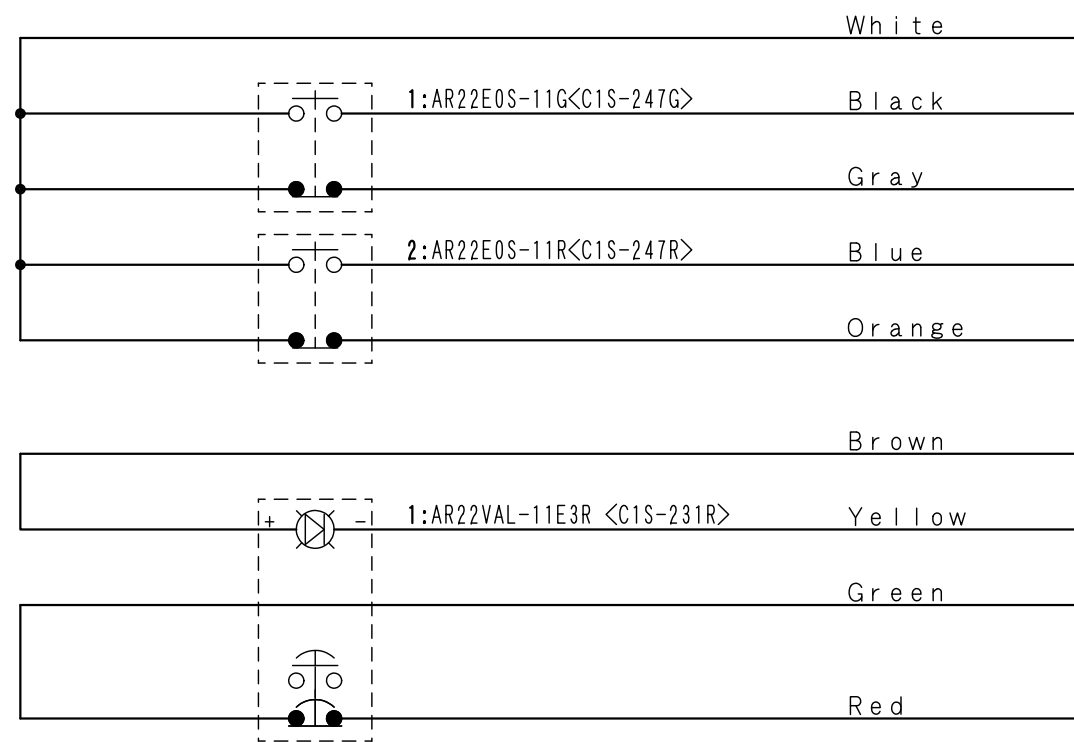 White
1:AR22E0S-11G<C1S-247G> Black
Gray
2:AR22E0S-11R<C1S-247R> Blue
Orange
Brown
+ - 1:AR22VAL-11E3R <C1S-231R> Yellow
Green
Red